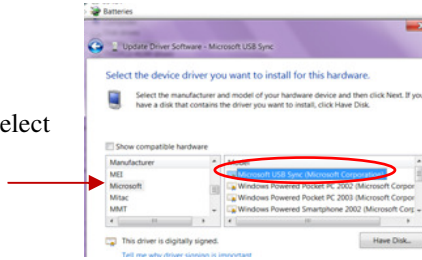 Batteries
Update Driver Software - Microsoft USB Sync
Select the device driver you want to install for this hardware.
Select the manufacturer and model of your hardware device and then click Next. If you
have a disk that contains the driver you want to install, click Have Disk.
elect
Show compatible hardware
Manufacturer
MEI
Microsoft
Mitac
MMT
Model
Microsoft USB Sync (Microsoft Corporation)
Windows Powered Pocket PC 2002 (Microsoft Corpor
Windows Powered Pocket PC 2003 (Microsoft Corpor
Windows Powered Smartphone 2002 (Microsoft Corp
This driver is digitally signed.
Have Disk...
Tell me why driver signing is important